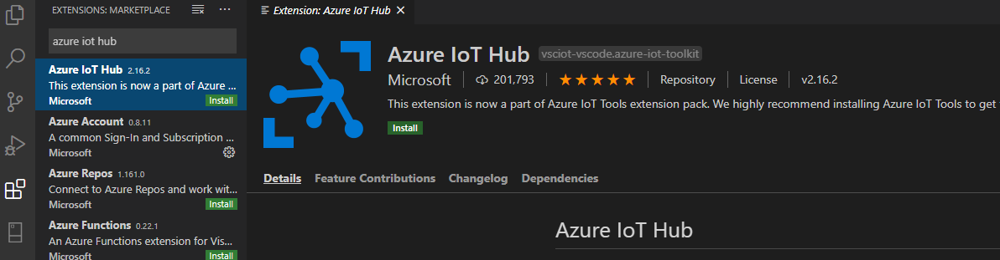 EXTENSIONS: MARKETPLACE
azure iot hub
Azure IoT Hub 2.16.2
This extension is now a part of Azure ...
Microsoft Install
Azure Account 0.8.11
A common Sign-In and Subscription ...
Microsoft
Azure Repos 1.161.0
Connect to Azure Repos and work wit...
Microsoft Install
Azure Functions 0.22.1
An Azure Functions extension for Vis...
Microsoft Install
Extension: Azure IoT Hub
Azure IoT Hub vsciot-vscode.azure-iot-toolkit
Microsoft 201,793 Repository License v2.16.2
This extension is now a part of Azure IoT Tools extension pack. We highly recommend installing Azure IoT Tools to get
Install
Details Feature Contributions Changelog Dependencies
Azure IoT Hub